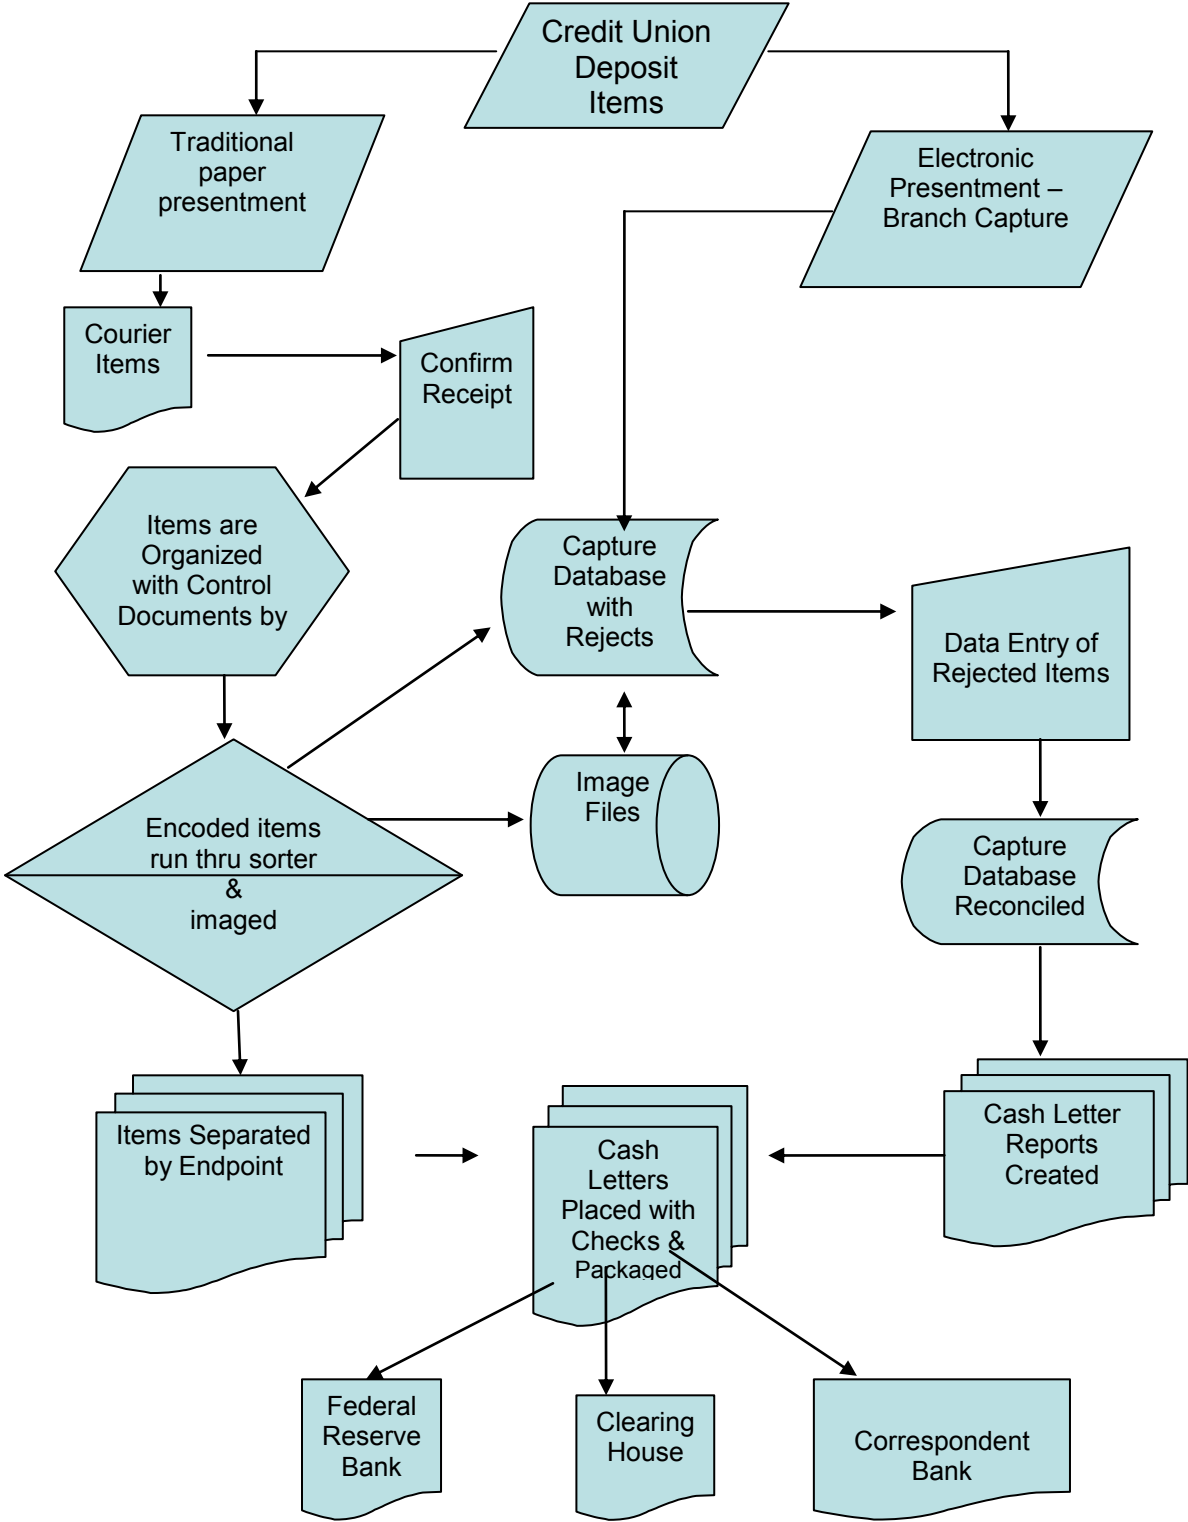 Credit Union
Deposit
Items
Traditional
paper
presentment
Electronic
Presentment –
Branch Capture
Courier
Items
Confirm
Receipt
Items are
Organized
with Control
Documents by
Capture
Database
with
Rejects
Data Entry of
Rejected Items
Image
Files
Encoded items
run thru sorter
&
imaged
Capture
Database
Reconciled
Items Separated
by Endpoint
Cash
Letters
Placed with
Checks &
Packaged
Cash Letter
Reports
Created
Federal
Reserve
Bank
Clearing
House
Correspondent
Bank